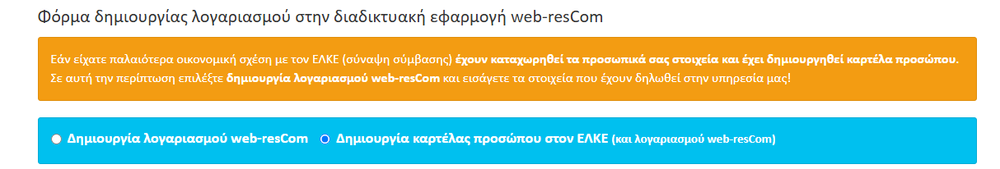 Φόρμα δημιουργίας λογαριασμού στην διαδικτυακή εφαρμογή web-resCom
Εάν είχατε παλαιότερα οικονομική σχέση με τον ΕΛΚΕ (σύναψη σύμβασης) έχουν καταχωρηθεί τα προσωπικά σας στοιχεία και έχει δημιουργηθεί καρτέλα προσώπου.
Σε αυτή την περίπτωση επιλέξτε δημιουργία λογαριασμού web-resCom και εισάγετε τα στοιχεία που έχουν δηλωθεί στην υπηρεσία μας!
Δημιουργία λογαριασμού web-resCom Δημιουργία καρτέλας προσώπου στον ΕΛΚΕ (και λογαριασμού web-resCom)